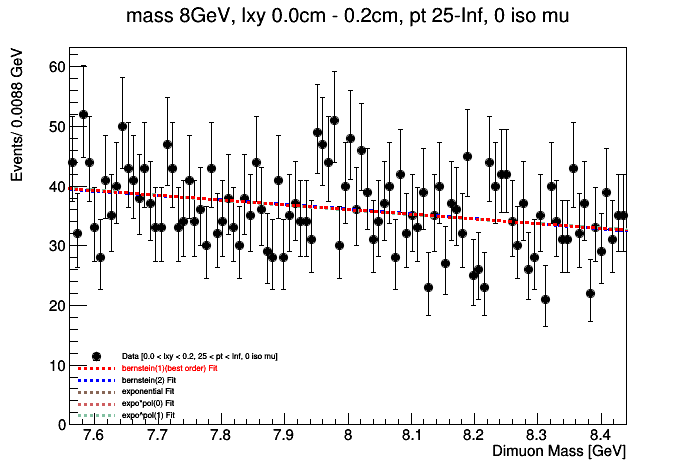 mass 8GeV, lxy 0.0cm - 0.2cm, pt 25-Inf, 0 iso mu
Events/ 0.0088 GeV
60
50
40
30
20
10
0
Data [0.0 < lxy < 0.2, 25 < pt < Inf, 0 iso mu]
bernstein(1)(best order) Fit
bernstein(2) Fit
exponential Fit
expo*pol(0) Fit
expo^pol(1) Fit
7.6 7.7 7.8 7.9 8 8.1 8.2 8.3 8.4
Dimuon Mass [GeV]